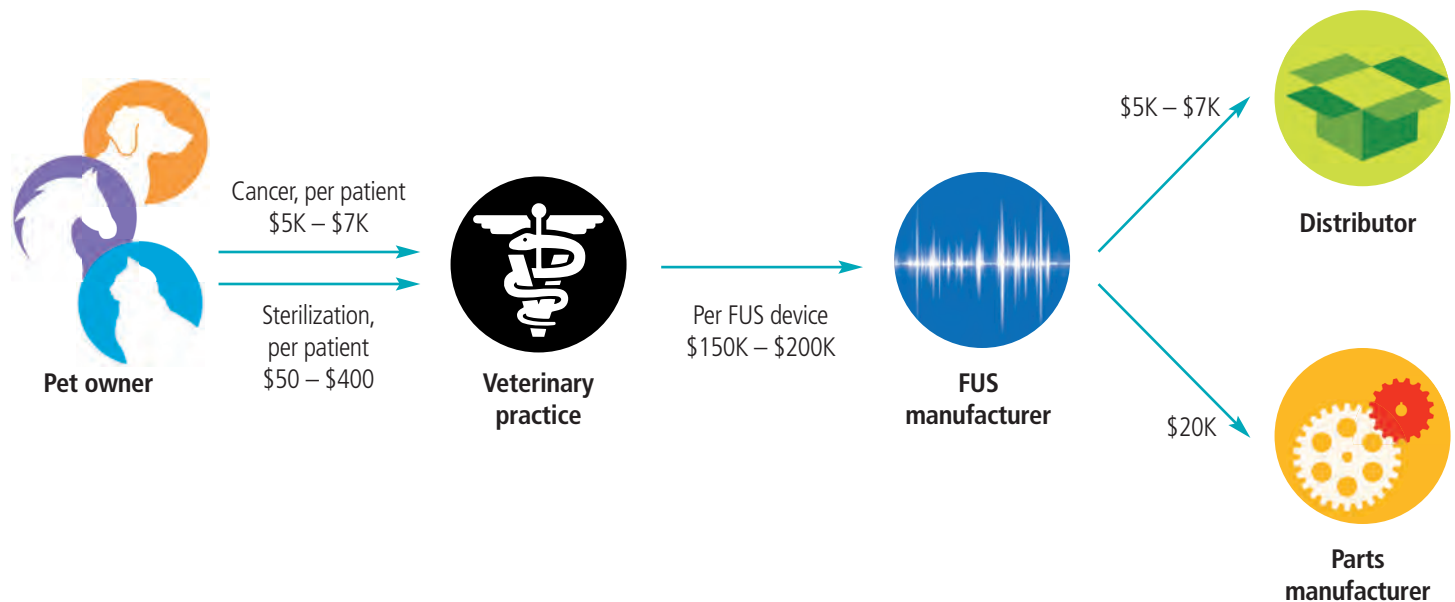 Cancer, per patient
$5K – $7K
Sterilization,
per patient
$50 – $400
Pet owner
Veterinary
practice
Per FUS device
$150K – $200K
FUS
manufacturer
$5K – $7K
Distributor
$20K
Parts
manufacturer